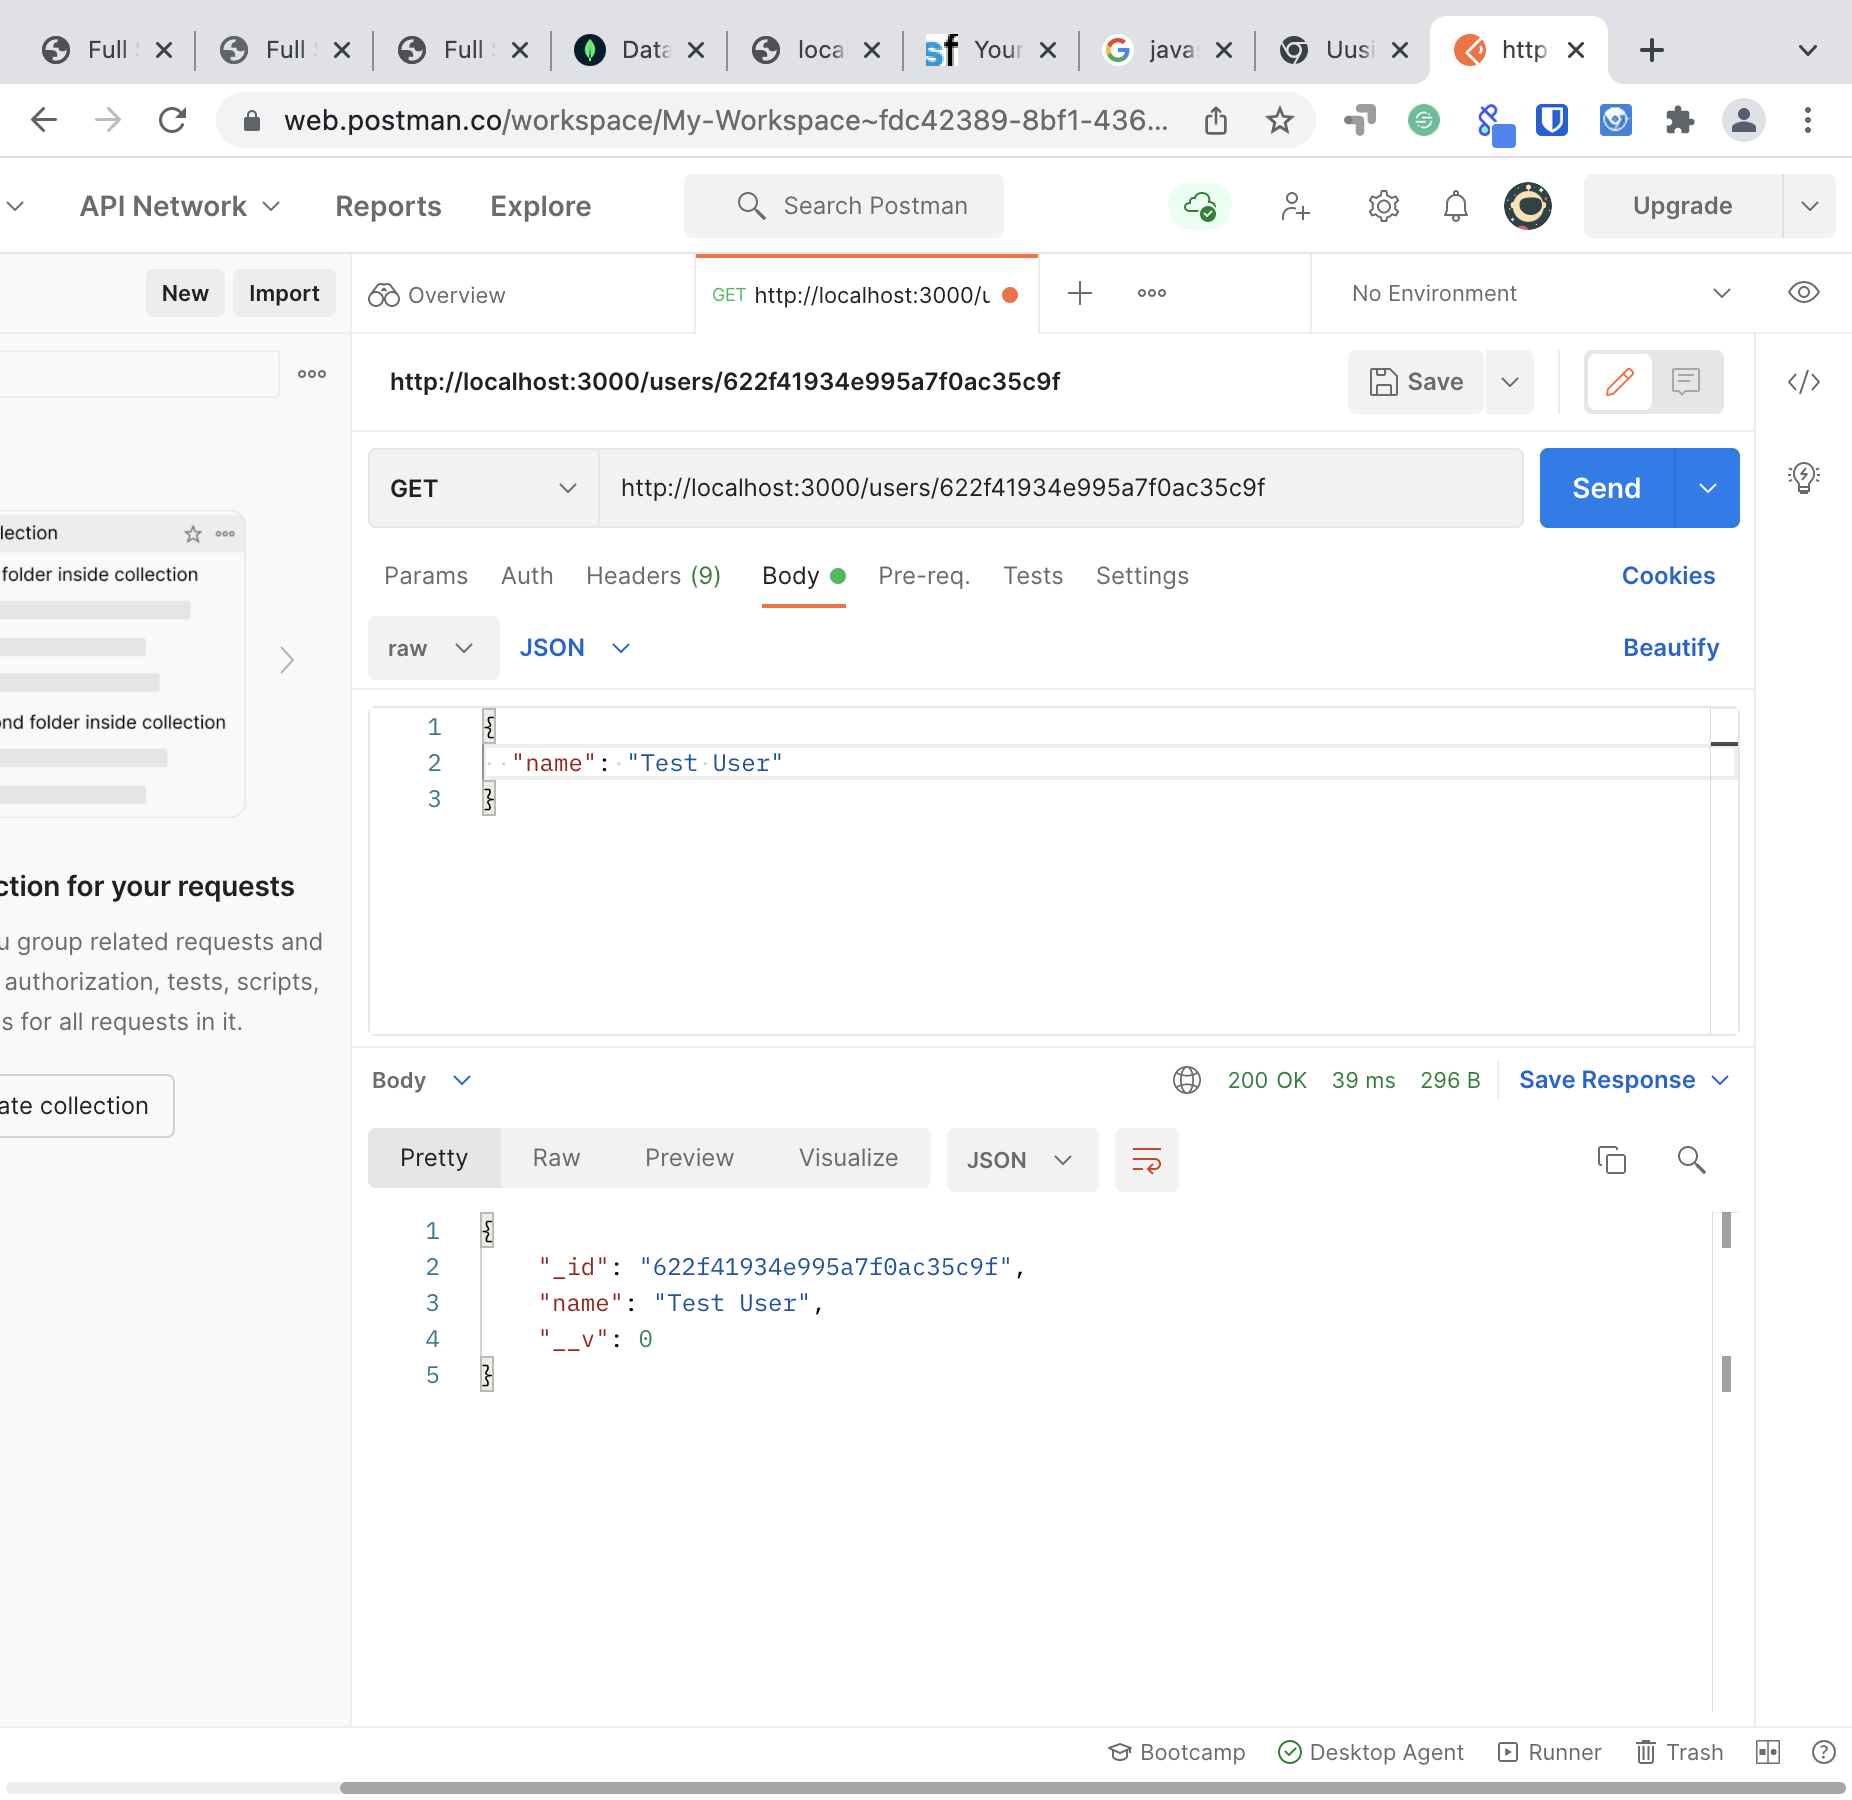 Full
Full
Full
Data
loca
sf
Your
java
Uusi
http
web.postman.co/workspace/My-Workspace~fdc42389-8bf1-436...
API Network
Reports
Explore
Search Postman
Upgrade
New
Import
Overview
GET http://localhost:3000/u
No Environment
http://localhost:3000/users/622f41934e995a7f0ac35c9f
Save
GET
http://localhost:3000/users/622f41934e995a7f0ac35c9f
Send
Params
Auth
Headers (9)
Body
Pre-req.
Tests
Settings
Cookies
raw
JSON
Beautify
1 {
2 "name": "Test User"
3 }
lection
folder inside collection
nd folder inside collection
ction for your requests
u group related requests and
authorization, tests, scripts,
s for all requests in it.
ate collection
Body
200 OK
39 ms
296 B
Save Response
Pretty
Raw
Preview
Visualize
JSON
1 {
2 "_id": "622f41934e995a7f0ac35c9f",
3 "name": "Test User",
4 "__v": 0
5 }
Bootcamp
Desktop Agent
Runner
Trash